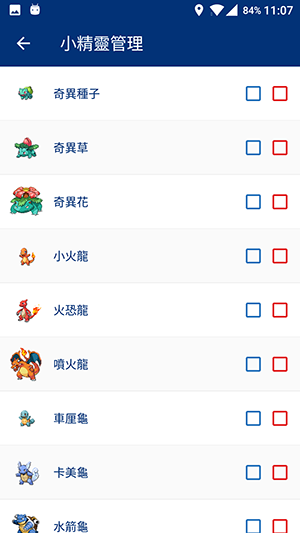 84% 11:07
小精靈管理
奇異種子
奇異草
奇異花
小火龍
火恐龍
噴火龍
車厘龜
卡美龜
水箭龜